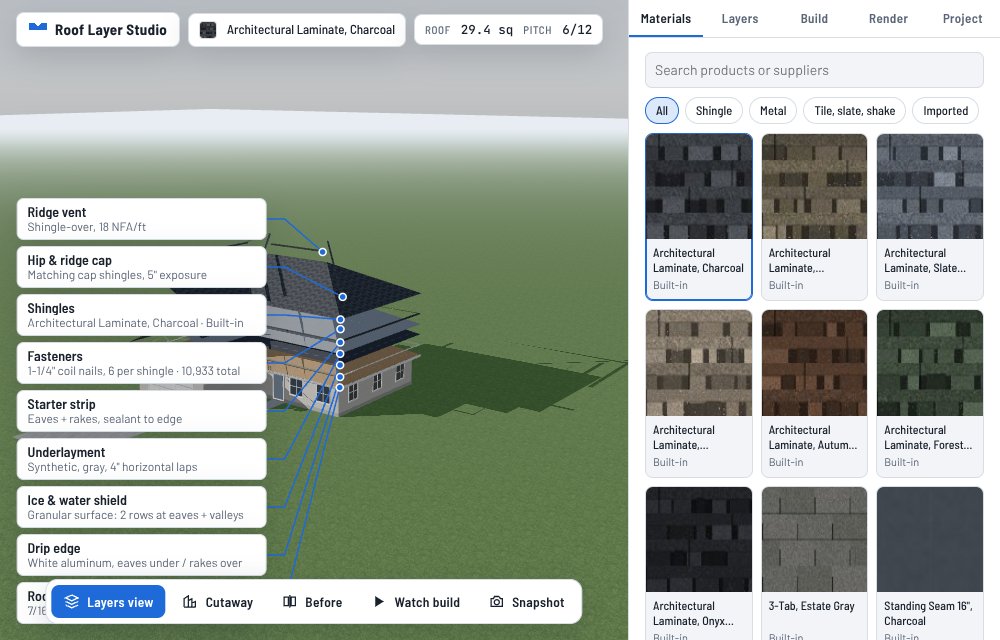 Roof Layer Studio
Architectural Laminate, Charcoal
ROOF 29.4 sq PITCH 6/12
Materials Layers Build Render Project
Search products or suppliers
All Shingle Metal Tile, slate, shake Imported
Ridge vent
Shingle-over, 18 NFA/ft
Hip & ridge cap
Matching cap shingles, 5" exposure
Shingles
Architectural Laminate, Charcoal · Built-in
Fasteners
1-1/4" coil nails, 6 per shingle · 10,933 total
Starter strip
Eaves + rakes, sealant to edge
Underlayment
Synthetic, gray, 4" horizontal laps
Ice & water shield
Granular surface: 2 rows at eaves + valleys
Drip edge
White aluminum, eaves under / rakes over
Layers view Cutaway Before Watch build Snapshot
Architectural
Laminate, Charcoal
Built-in
Architectural
Laminate,...
Built-in
Architectural
Laminate, Slate...
Built-in
Architectural
Laminate,...
Built-in
Architectural
Laminate, Autum...
Built-in
Architectural
Laminate, Forest...
Built-in
Architectural
Laminate, Onyx...
Built-in
3-Tab, Estate Gray
Built-in
Standing Seam 16",
Charcoal
Built-in